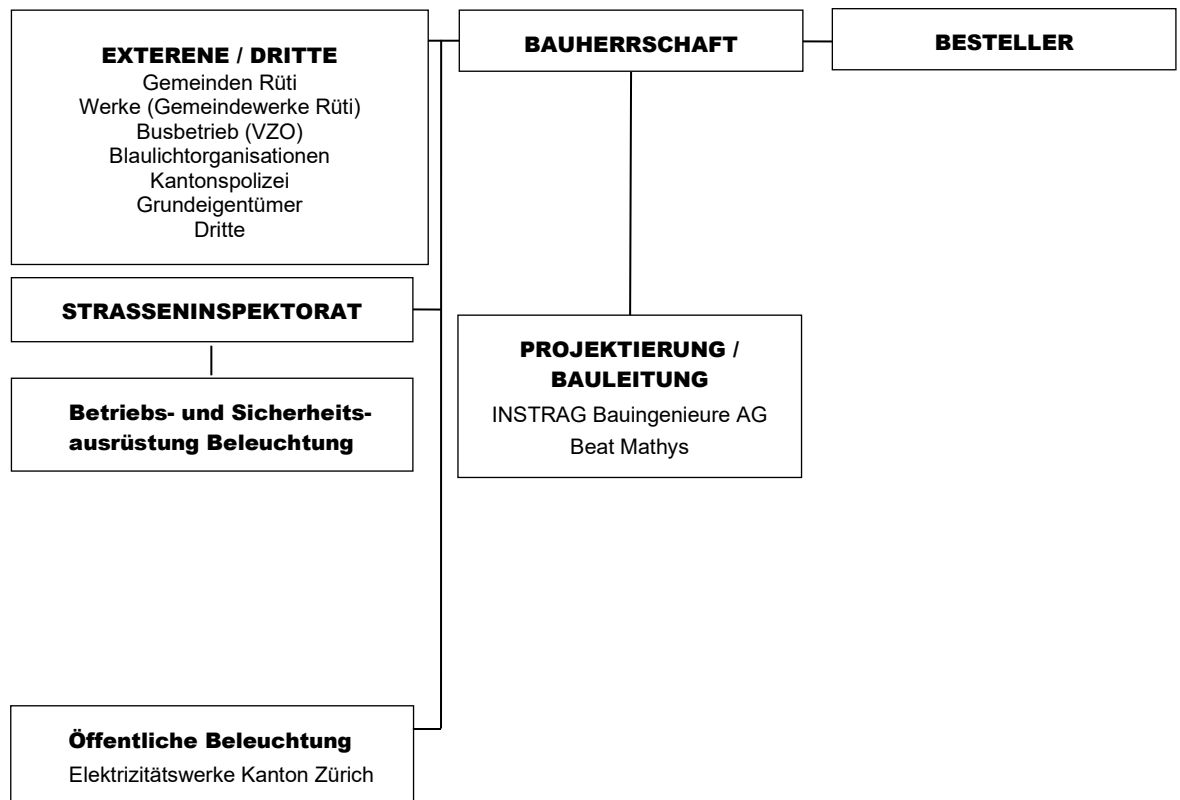 EXTERENE / DRITTE
Gemeinden Rüti
Werke (Gemeindewerke Rüti)
Busbetrieb (VZO)
Blaulichtorganisationen
Kantonspolizei
Grundeigentümer
Dritte
BAUHERRSCHAFT
BESTELLER
STRASSENINSPEKTORAT
Betriebs- und Sicherheits-
ausrüstung Beleuchtung
PROJEKTIERUNG /
BAULEITUNG
INSTRAG Bauingenieure AG
Beat Mathys
Öffentliche Beleuchtung
Elektrizitätswerke Kanton Zürich